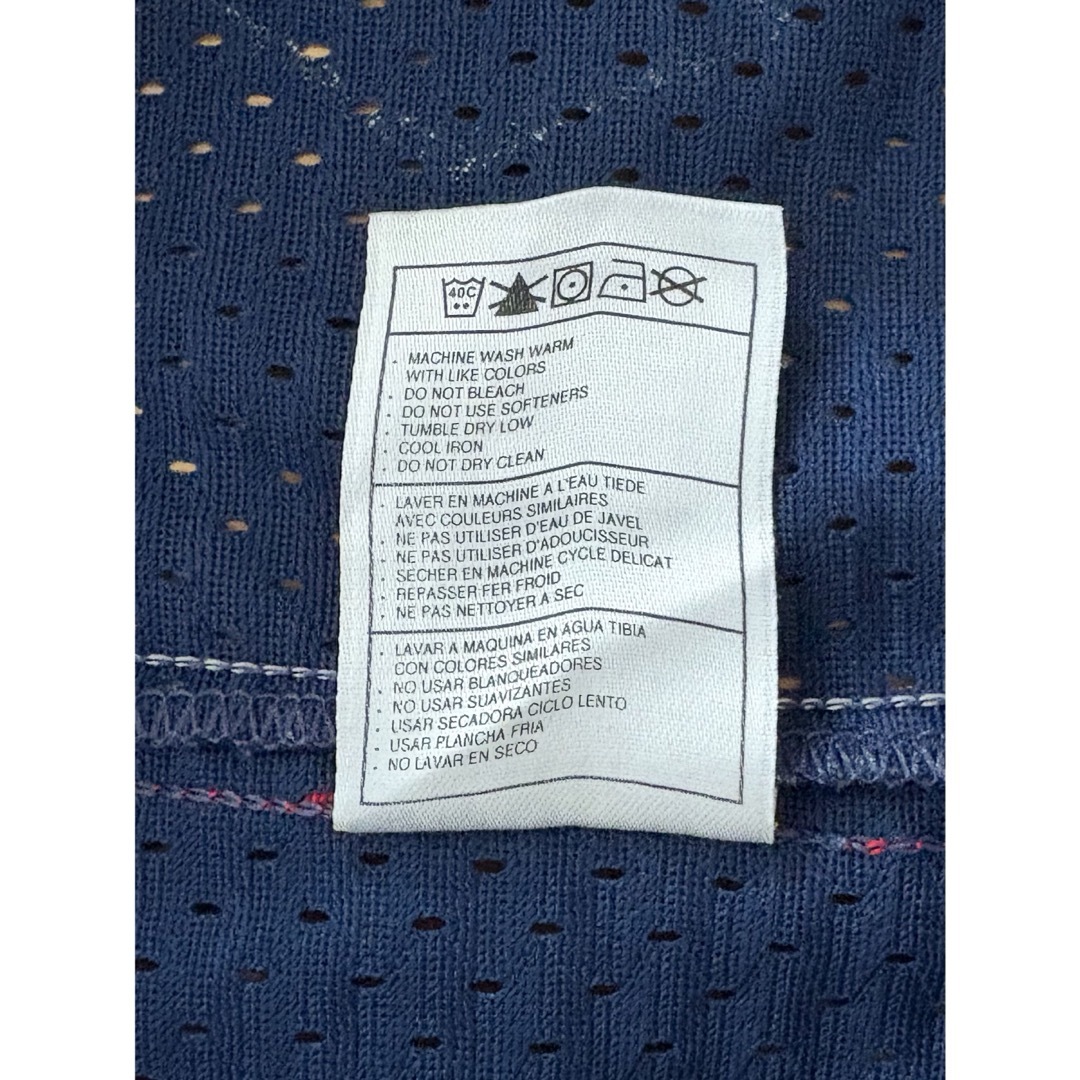 40C
. MACHINE WASH WARM
WITH LIKE COLORS
. DO NOT BLEACH
. DO NOT USE SOFTENERS
. TUMBLE DRY LOW
. COOL IRON
. DO NOT DRY CLEAN
. LAVER EN MACHINE A L'EAU TIEDE
AVEC COULEURS SIMILAIRES
. NE PAS UTILISER D'EAU DE JAVEL
. NE PAS UTILISER D'ADOUCISSEUR
. SECHER EN MACHINE CYCLE DELICAT
. REPASSER FER FROID
. NE PAS NETTOYER A SEC
. LAVAR A MAQUINA EN AGUA TIBIA
CON COLORES SIMILARES
. NO USAR BLANQUEADORES
. NO USAR SUAVIZANTES
. USAR SECADORA CICLO LENTO
. USAR PLANCHA FRIA
. NO LAVAR EN SECO